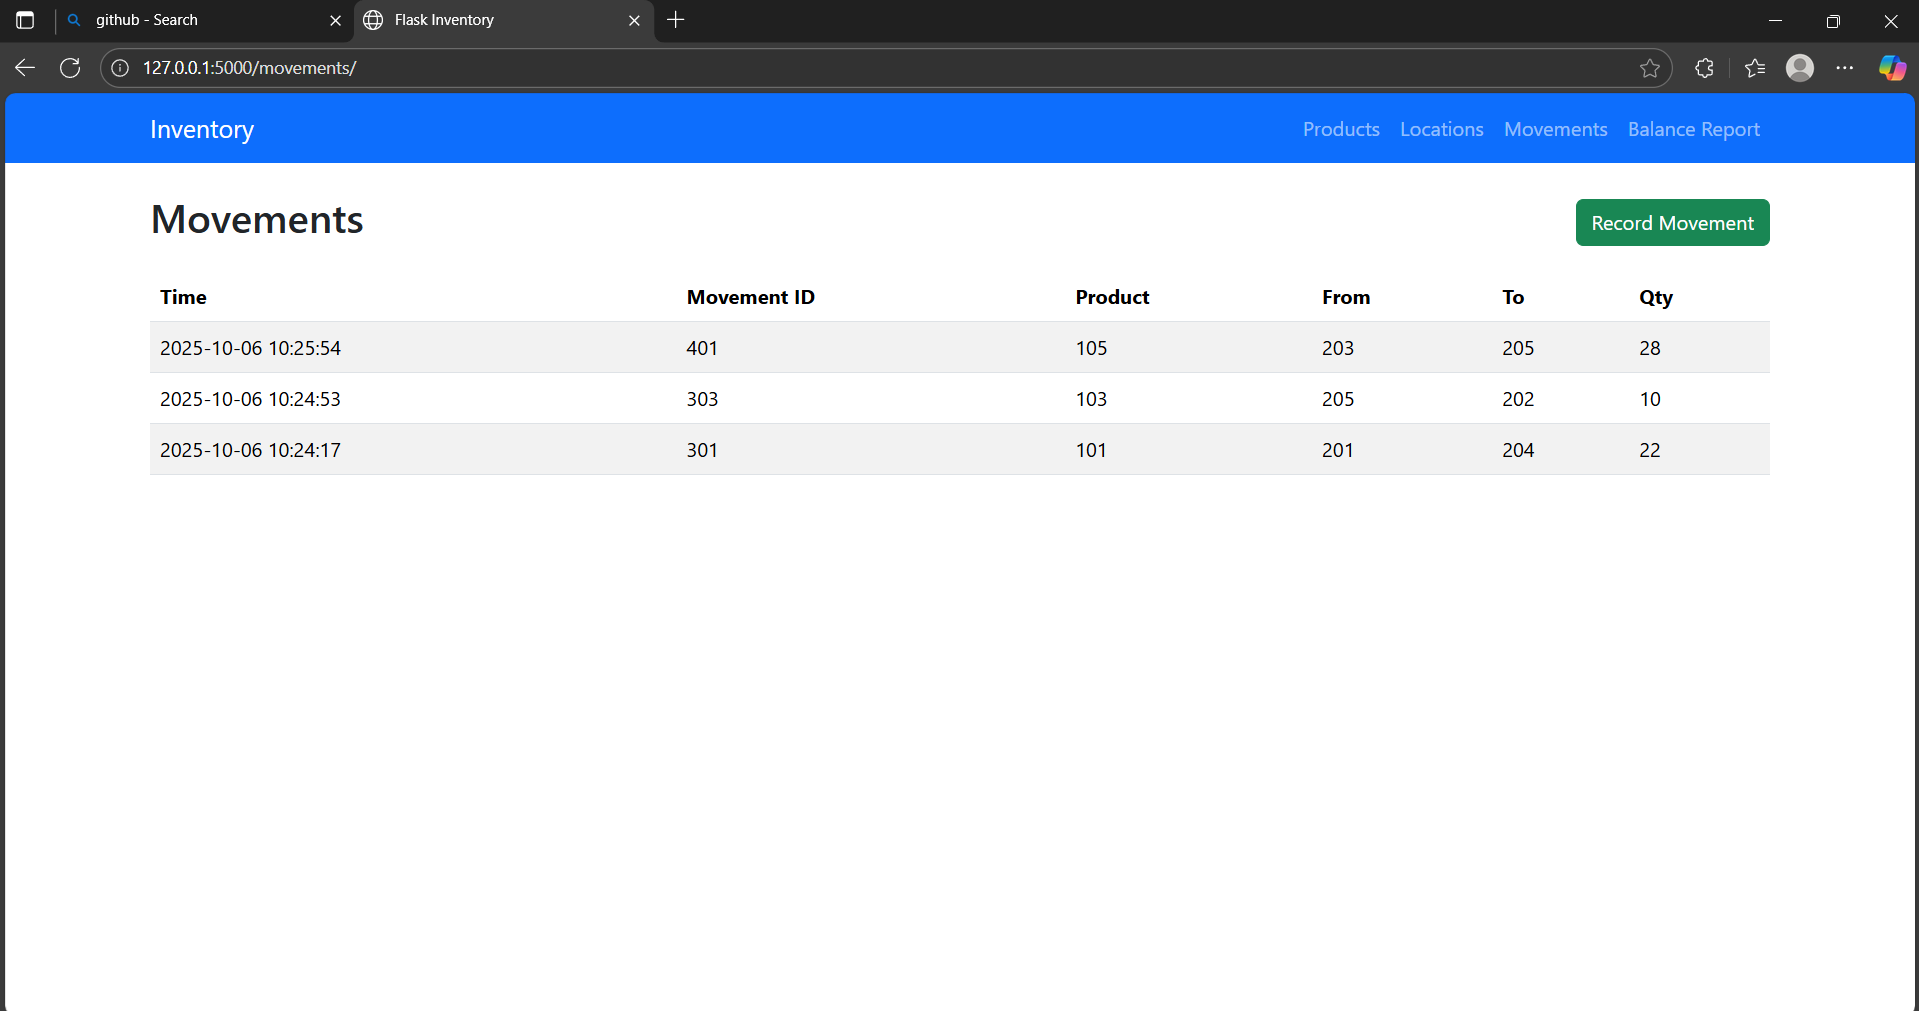 github - Search
Flask Inventory
127.0.0.1:5000/movements/
Inventory
Products Locations Movements Balance Report
Movements
Record Movement
Time Movement ID Product From To Qty
2025-10-06 10:25:54 401 105 203 205 28
2025-10-06 10:24:53 303 103 205 202 10
2025-10-06 10:24:17 301 101 201 204 22